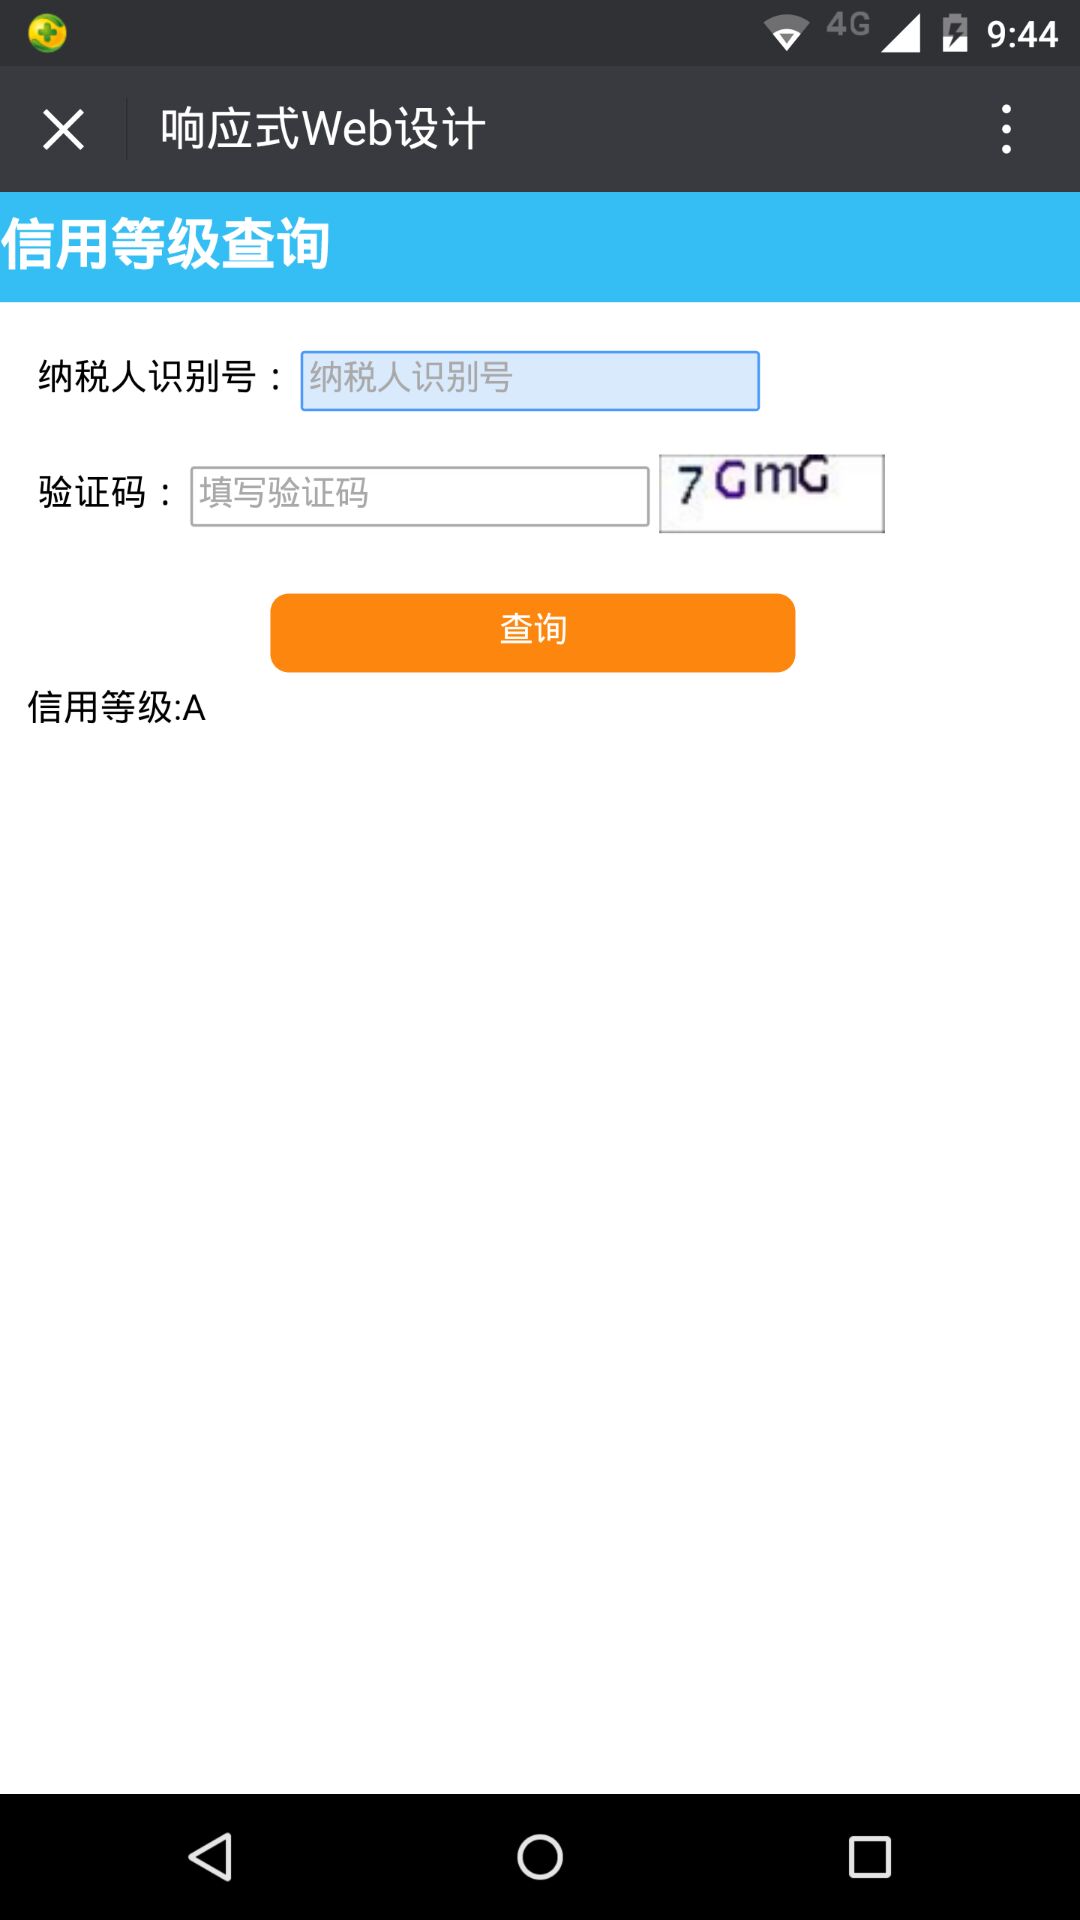 4G 9:44
响应式Web设计
信用等级查询
纳税人识别号： 纳税人识别号
验证码： 填写验证码 7GmG
查询
信用等级:A